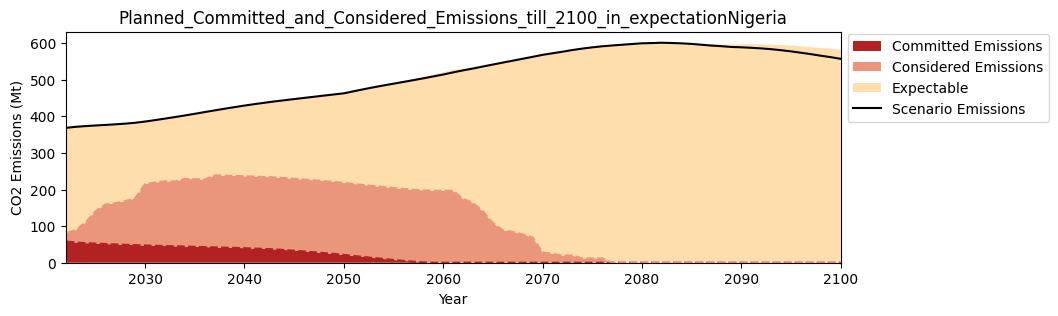 Planned_Committed_and_Considered_Emissions_till_2100_in_expectationNigeria
CO2 Emissions (Mt)
600
500
400
300
200
100
0
2030 2040 2050 2060 2070 2080 2090 2100
Year
Committed Emissions
Considered Emissions
Expectable
Scenario Emissions